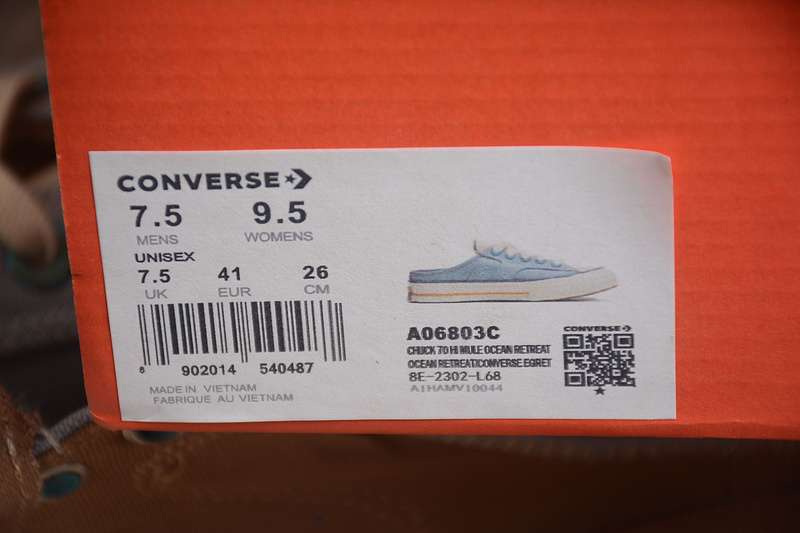 CONVERSE
7.5 9.5
MENS WOMENS
UNISEX
7.5 41 26
UK EUR CM
8 902014 540487
MADE IN VIETNAM
FABRIQUE AU VIETNAM
A06803C
CHUCK 70 HI MULE OCEAN RETREAT
OCEAN RETREAT/CONVERSE EGRET
8E-2302-L68
A1HAMV10044
CONVERSE